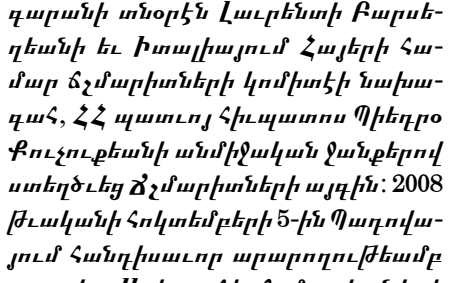 գարանի տնօրէն Լաւրենտի Բարսե-
ղեանի եւ Իտալիայում Հայերի Հա-
մար ճշմարիտների կոմիտէի նախա-
գահ, ՀՀ պատւոյ հիւպատոս Պիեդրօ
Քուչուքեանի անմիջական ջանքերով
ստեղծւեց Ճշմարիտների այգին: 2008
թւականի հոկտեմբերի 5-ին Պադովա-
յում հանդիսաւոր արարողութեամբ